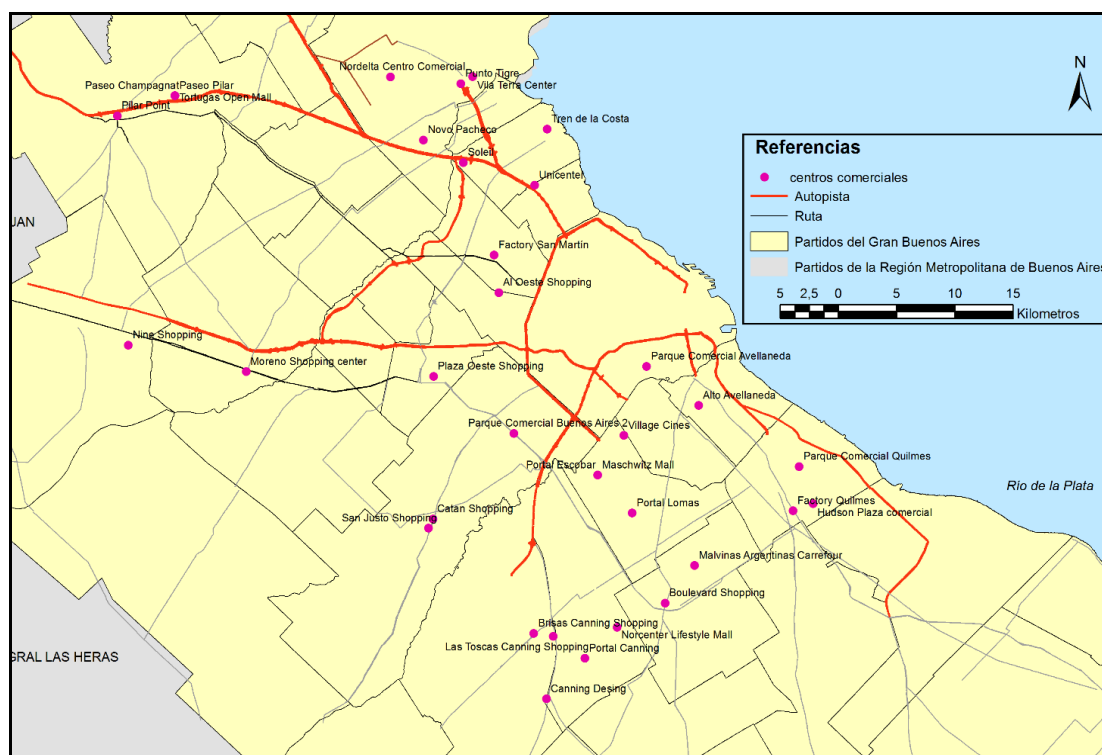 Nordelta Centro Comercial
Punto Tigre
Vila Terra Center
Paseo Champagnat
Paseo Pilar
Tortugas Open Mall
Pilar Point
Tren de la Costa
Novo Pacheco
Soleil
Unicenter
N
Referencias
centros comerciales
Autopista
Ruta
Partidos del Gran Buenos Aires
Partidos de la Región Metropolitana de Buenos Aires
5 2,5 0 5 10 15
Kilometros
UAN
Factory San Martin
Al Oeste Shopping
Nine Shopping
Moreno Shopping center
Plaza Oeste Shopping
Parque Comercial Avellaneda
Alto Avellaneda
Parque Comercial Buenos Aires 2
Village Cines
Portal Escobar
Maschwitz Mall
Parque Comercial Quilmes
Río de la Plata
Portal Lomas
Factory Quilmes
Hudson Plaza comercial
Catan Shopping
San Justo Shopping
Malvinas Argentinas Carrefour
Boulevard Shopping
Brisas Canning Shopping
Norcenter Lifestyle Mall
Las Toscas Canning Shopping
Portal Canning
GRAL LAS HERAS
Canning Desing